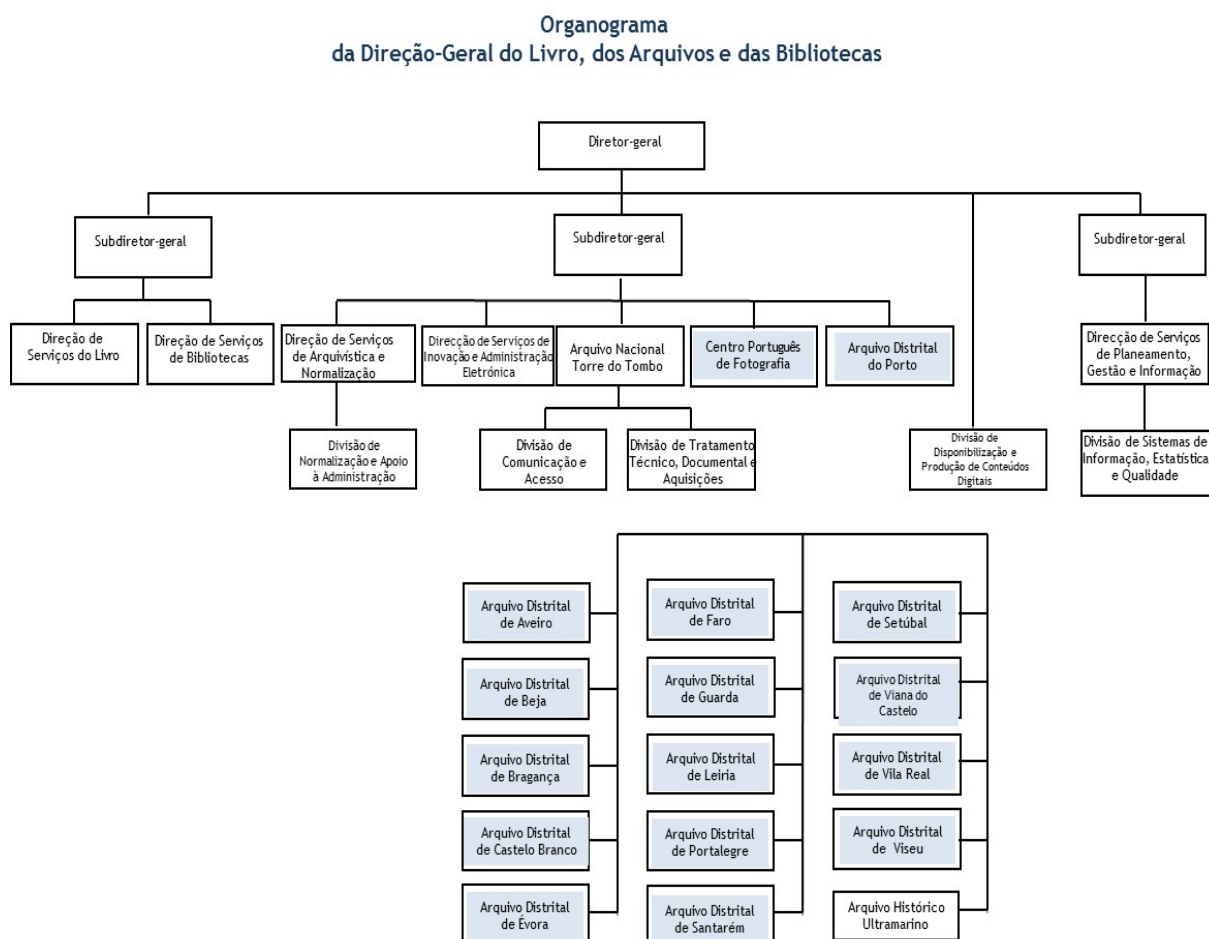 Organograma
da Direção-Geral do Livro, dos Arquivos e das Bibliotecas
Diretor-geral
Subdiretor-geral
Subdiretor-geral
Subdiretor-geral
Direção de
Serviços do Livro
Direção de Serviços
de Bibliotecas
Direção de Serviços
de Arquivística e
Normalização
Direcção de Serviços de
Inovação e Administração
Eletrónica
Arquivo Nacional
Torre do Tombo
Centro Português
de Fotografia
Arquivo Distrital
do Porto
Direcção de Serviços
de Planeamento,
Gestão e Informação
Divisão de
Normalização e Apoio
à Administração
Divisão de
Comunicação e
Acesso
Divisão de Tratamento
Técnico, Documental e
Aquisições
Divisão de
Disponibilização e
Produção de Conteúdos
Digitais
Divisão de Sistemas de
Informação, Estatística
e Qualidade
Arquivo Distrital
de Aveiro
Arquivo Distrital
de Faro
Arquivo Distrital
de Setúbal
Arquivo Distrital
de Beja
Arquivo Distrital
de Guarda
Arquivo Distrital
de Viana do
Castelo
Arquivo Distrital
de Bragança
Arquivo Distrital
de Leiria
Arquivo Distrital
de Vila Real
Arquivo Distrital
de Castelo Branco
Arquivo Distrital
de Portalegre
Arquivo Distrital
de Viseu
Arquivo Distrital
de Évora
Arquivo Distrital
de Santarém
Arquivo Histórico
Ultramarino